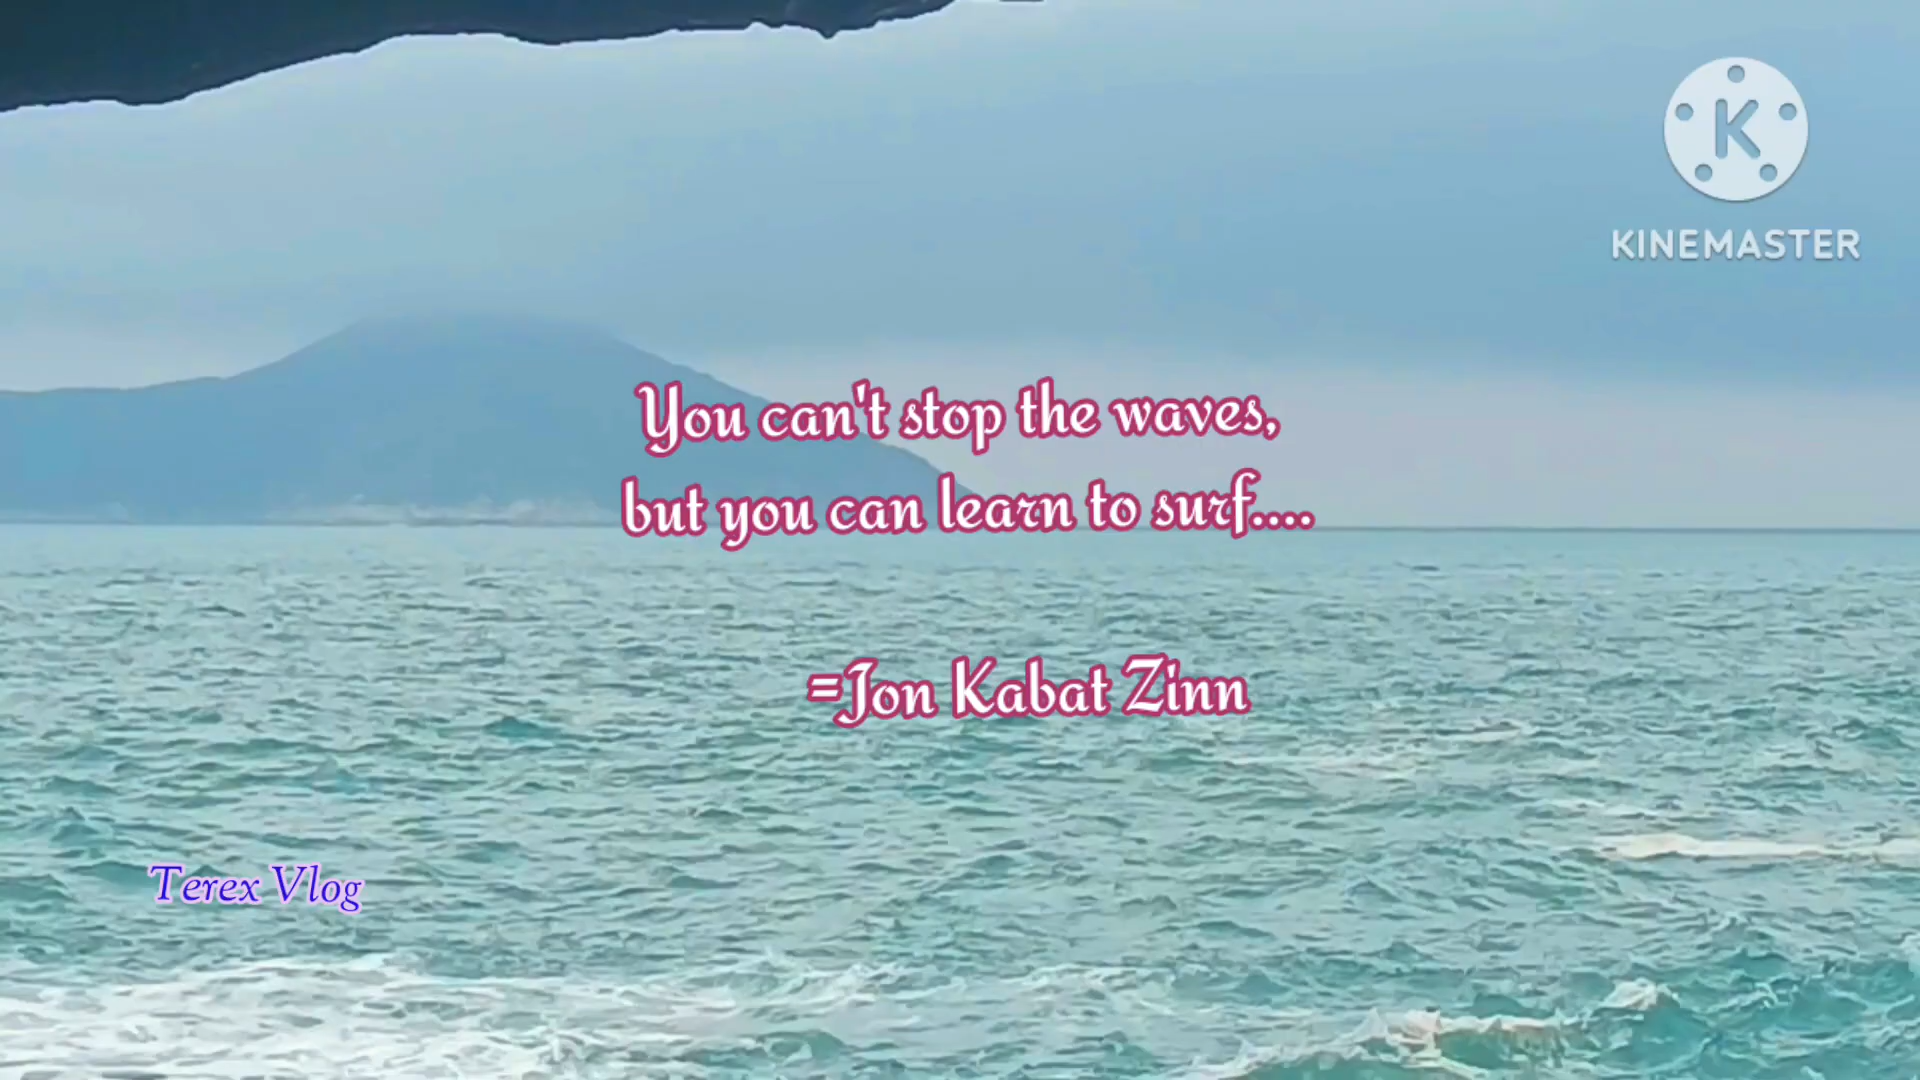 K
KINEMASTER
You can't stop the waves,
but you can learn to surf....
=Jon Kabat Zinn
Terex Vlog